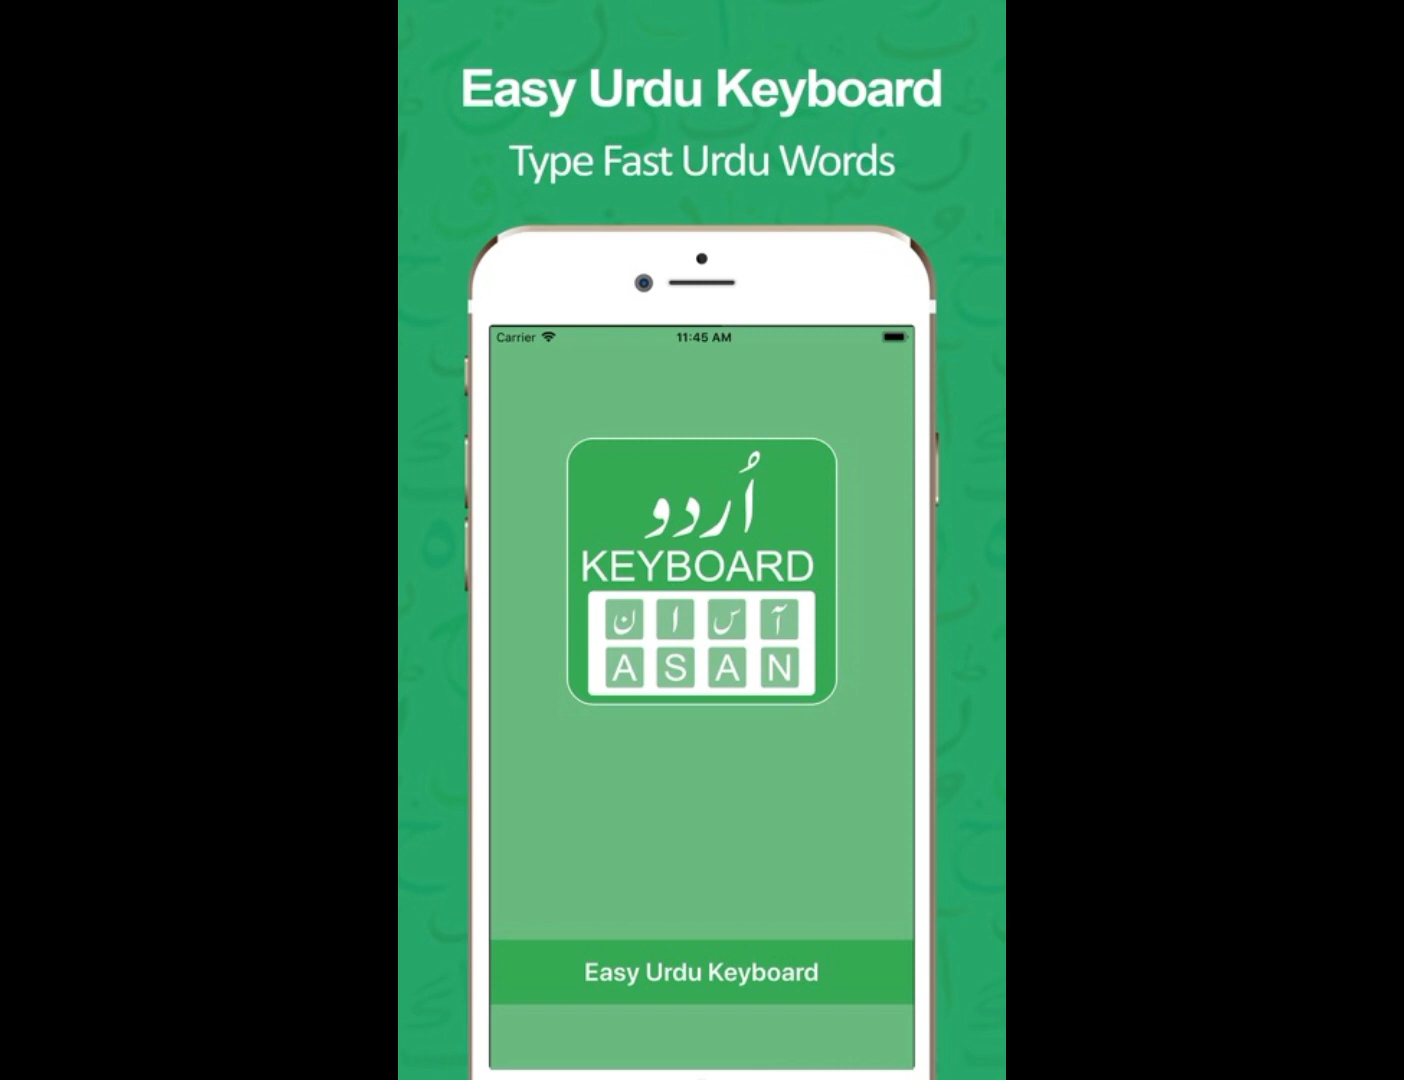 Easy Urdu Keyboard
Type Fast Urdu Words
Carrier 11:45 AM
اُردو
KEYBOARD
آ س ا ن
A S A N
Easy Urdu Keyboard